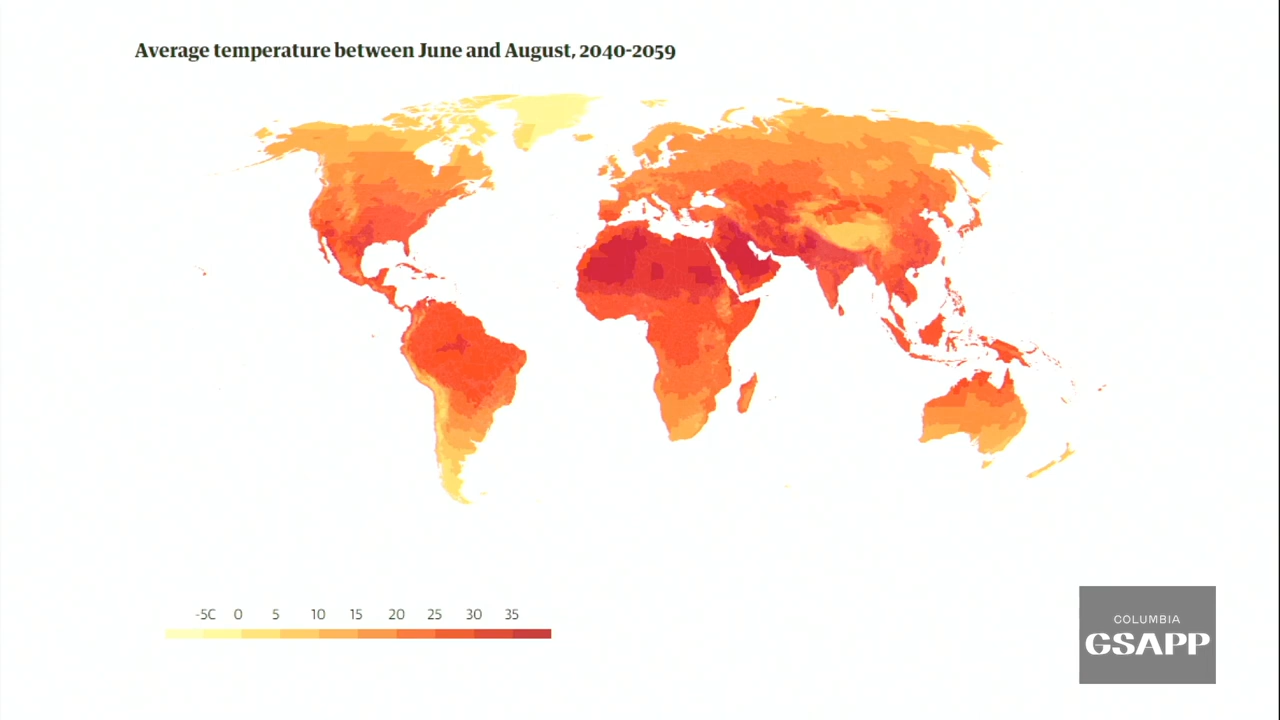 Average temperature between June and August, 2040-2059
-5C 0 5 10 15 20 25 30 35
COLUMBIA
GSAPP